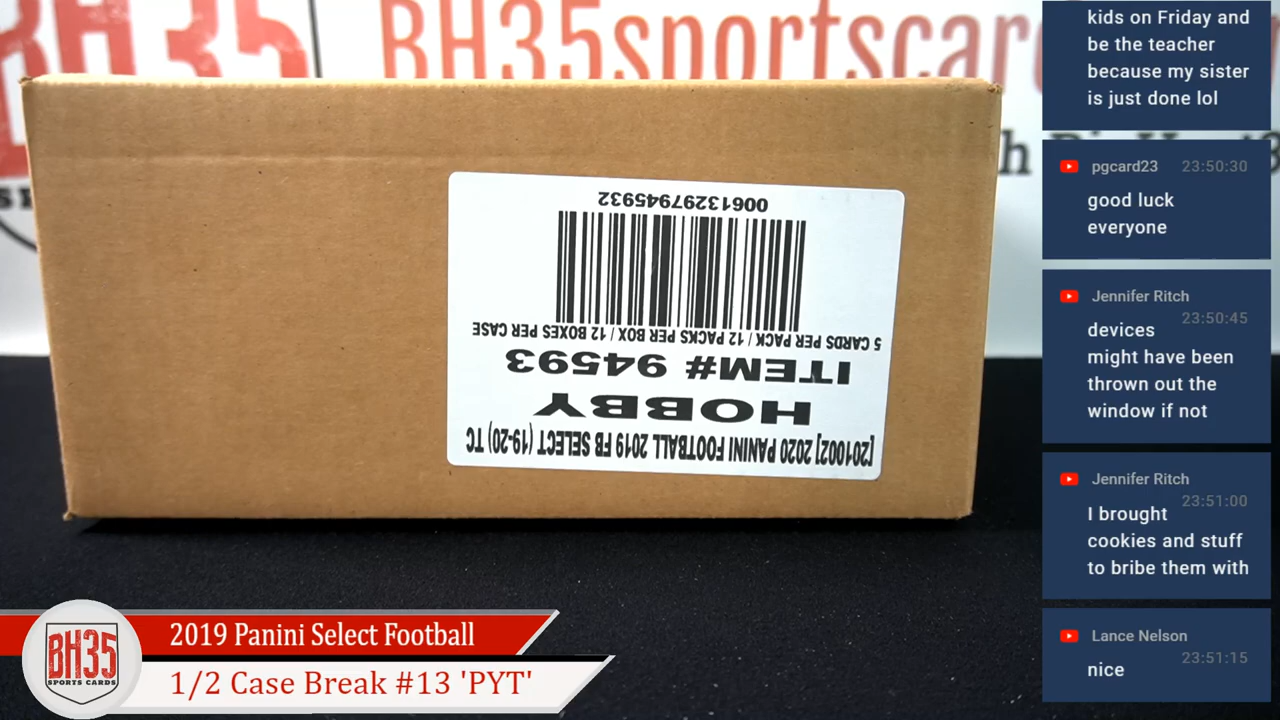 BH35
BH35sportscar
[201002] 2020 PANINI FOOTBALL 2019 FB SELECT (19-20) TC
HOBBY
ITEM# 94593
5 CARDS PER PACK / 12 PACKS PER BOX / 12 BOXES PER CASE
00613297945932
kids on Friday and
be the teacher
because my sister
is just done lol
pgcard23 23:50:30
good luck
everyone
Jennifer Ritch
23:50:45
devices
might have been
thrown out the
window if not
Jennifer Ritch
23:51:00
I brought
cookies and stuff
to bribe them with
Lance Nelson
23:51:15
nice
BH35
SPORTS CARDS
2019 Panini Select Football
1/2 Case Break #13 'PYT'